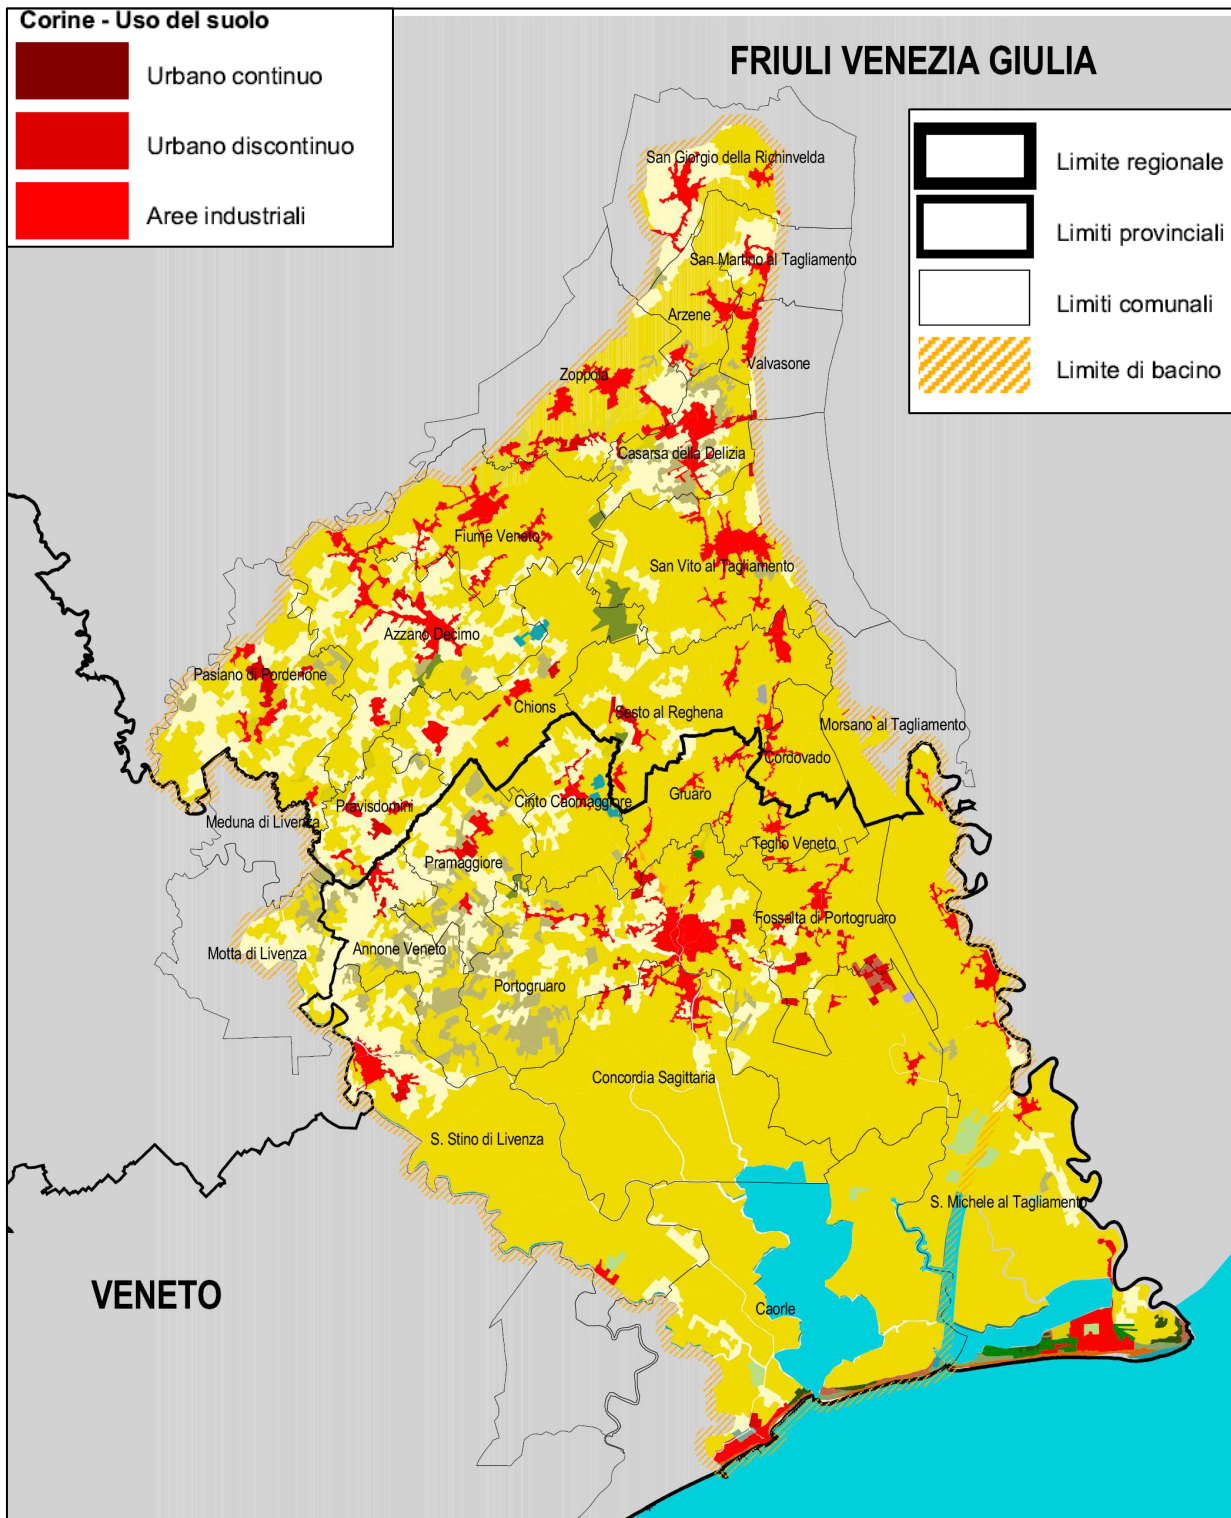 Corine - Uso del suolo
Urbano continuo
Urbano discontinuo
Aree industriali
FRIULI VENEZIA GIULIA
Limite regionale
Limiti provinciali
Limiti comunali
Limite di bacino
San Giorgio della Richinvelda
San Martino al Tagliamento
Arzene
Valvasone
Zoppola
Casarsa della Delizia
Fiume Veneto
San Vito al Tagliamento
Azzano Decimo
Pasiano di Pordenone
Chions
Sesto al Reghena
Morsano al Tagliamento
Cordovado
Gruaro
Cinto Caomaggiore
Pravisdomini
Meduna di Livenza
Teglio Veneto
Pramaggiore
Fossalta di Portogruaro
Annone Veneto
Motta di Livenza
Portogruaro
Concordia Sagittaria
S. Stino di Livenza
S. Michele al Tagliamento
VENETO
Caorle